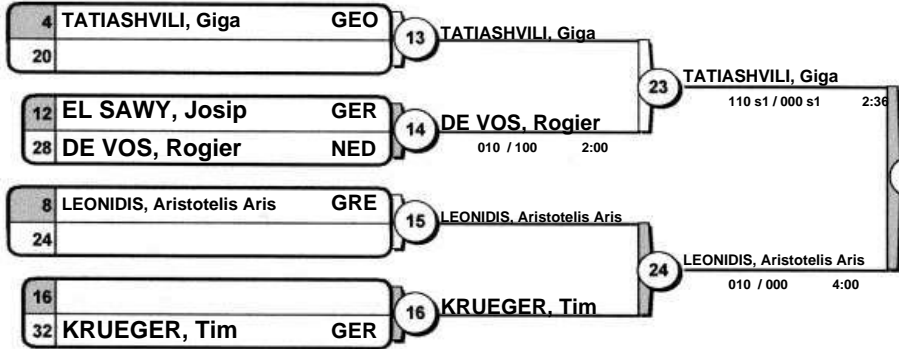 4 TATIASHVILI, Giga GEO
20
13 TATIASHVILI, Giga
12 EL SAWY, Josip GER
28 DE VOS, Rogier NED
14 DE VOS, Rogier
010 / 100 2:00
23 TATIASHVILI, Giga
110 s1 / 000 s1 2:36
8 LEONIDIS, Aristotelis Aris GRE
24
15 LEONIDIS, Aristotelis Aris
16
32 KRUEGER, Tim GER
16 KRUEGER, Tim
24 LEONIDIS, Aristotelis Aris
010 / 000 4:00